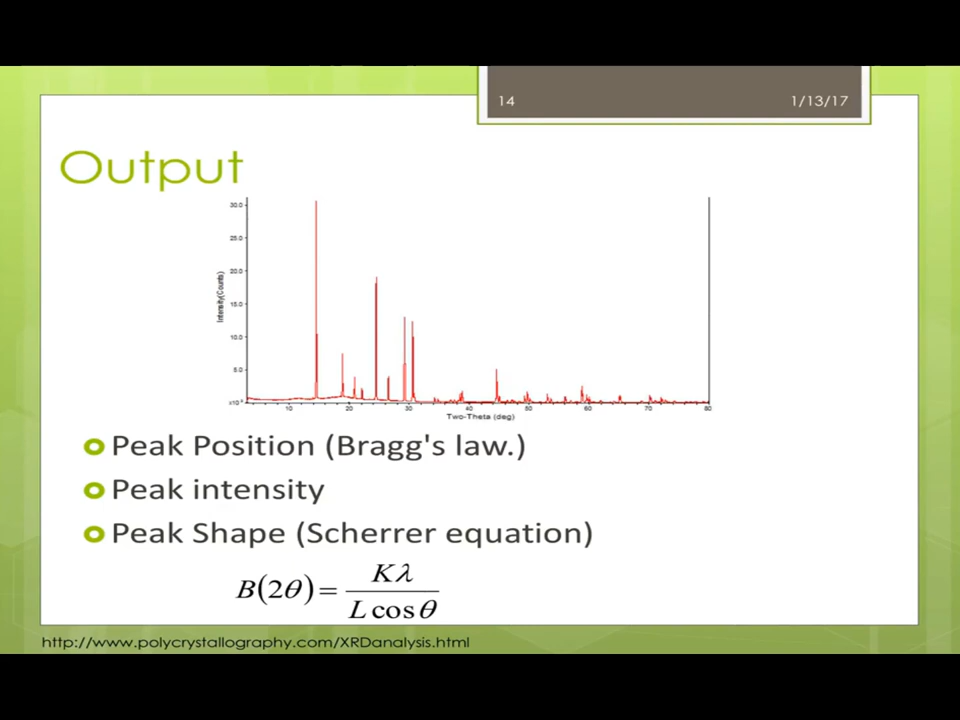 14 1/13/17
Output
30.0
25.0
20.0
15.0
10.0
5.0
x10^3
Intensity(Counts)
10 20 30 40 50 60 70 80
Two-Theta (deg)
Peak Position (Bragg's law.)
Peak intensity
Peak Shape (Scherrer equation)
B(2θ) = Kλ / L cos θ
http://www.polycrystallography.com/XRDanalysis.html